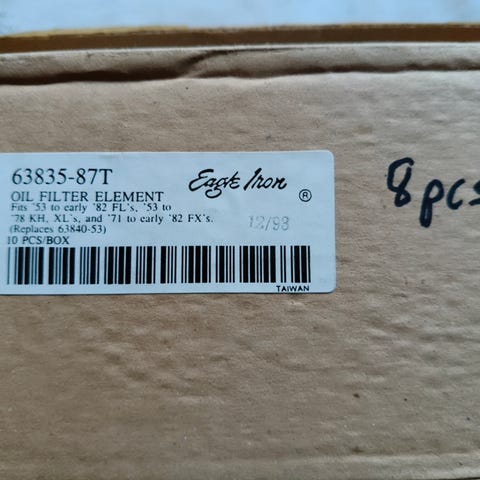 63835-87T
Eagle Iron ®
OIL FILTER ELEMENT
Fits '53 to early '82 FL's, '53 to
'78 KH, XL's, and '71 to early '82 FX's.
(Replaces 63840-53)
12/93
10 PCS/BOX
TAIWAN
8 pcs